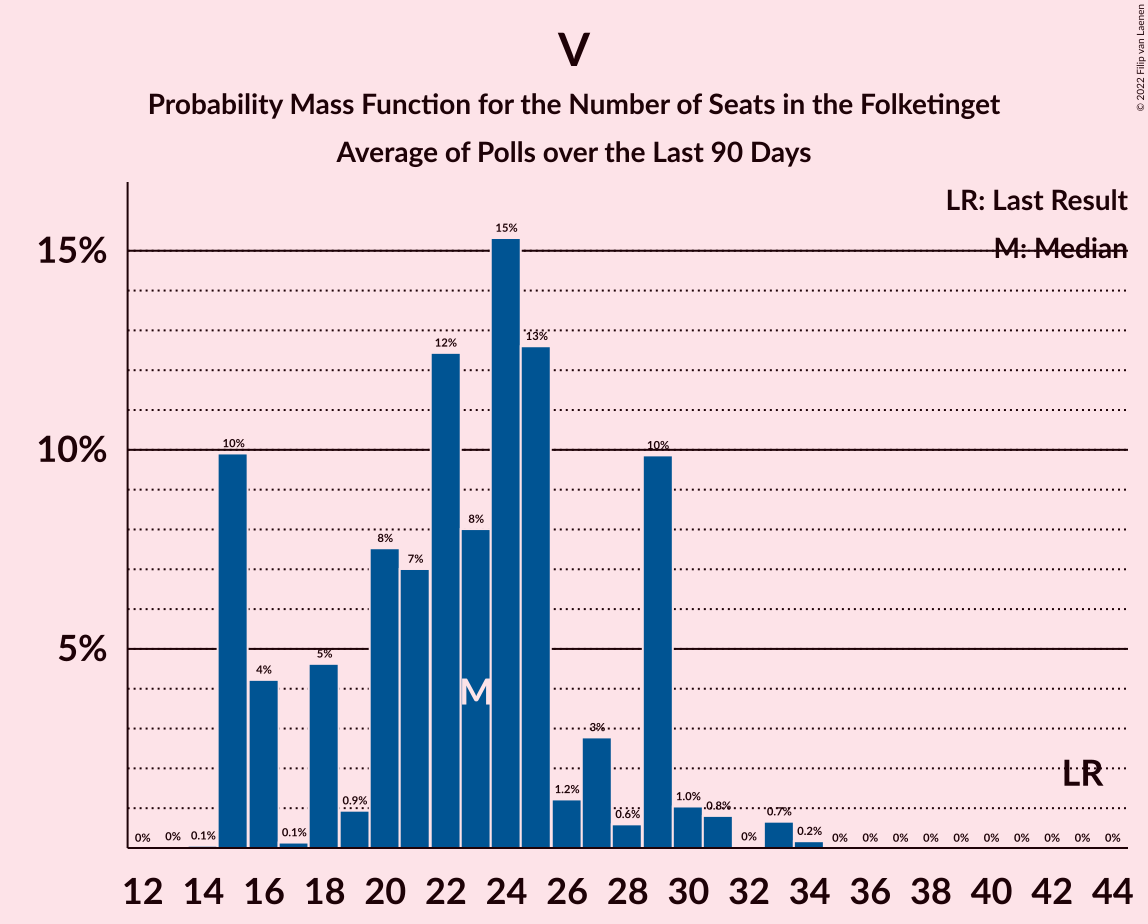 V
Probability Mass Function for the Number of Seats in the Folketinget
Average of Polls over the Last 90 Days
© 2022 Filip van Laenen
LR: Last Result
M: Median
15%
10%
5%
0% 0% 0.1% 10% 4% 0.1% 5% 0.9% 8% 7% 12% 8% 15% 13% 1.2% 3% 0.6% 10% 1.0% 0.8% 0% 0.7% 0.2% 0% 0% 0% 0% 0% 0% 0% 0% 0% 0%
M
LR
12 14 16 18 20 22 24 26 28 30 32 34 36 38 40 42 44